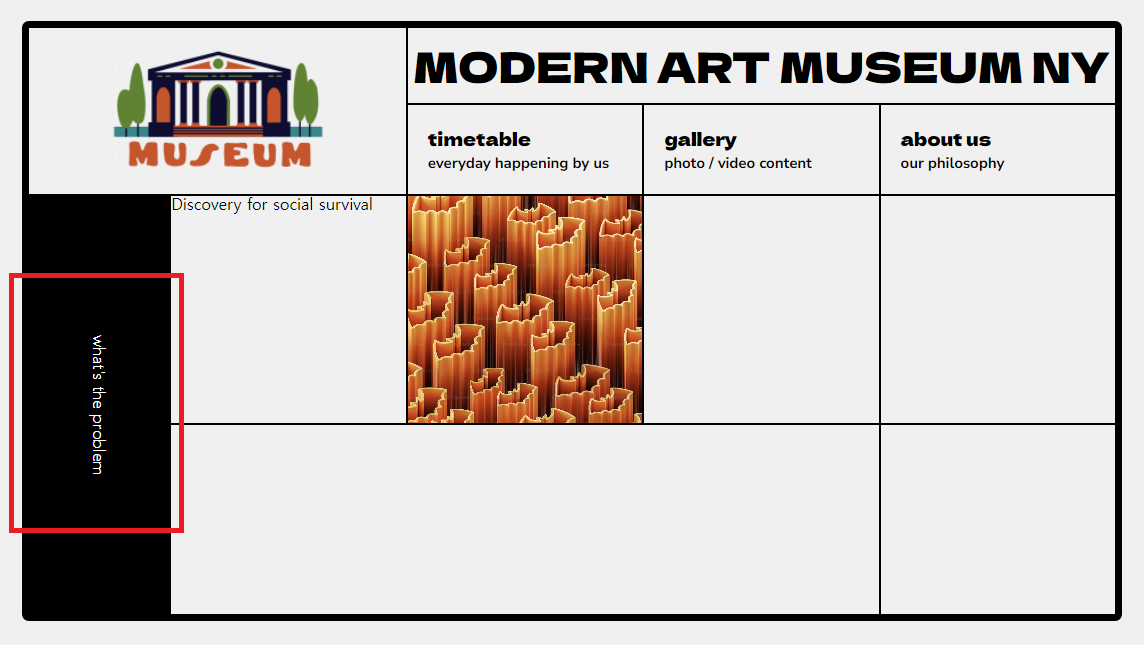 MUSEUM
MODERN ART MUSEUM NY
timetable
everyday happening by us
gallery
photo / video content
about us
our philosophy
Discovery for social survival
what's the problem